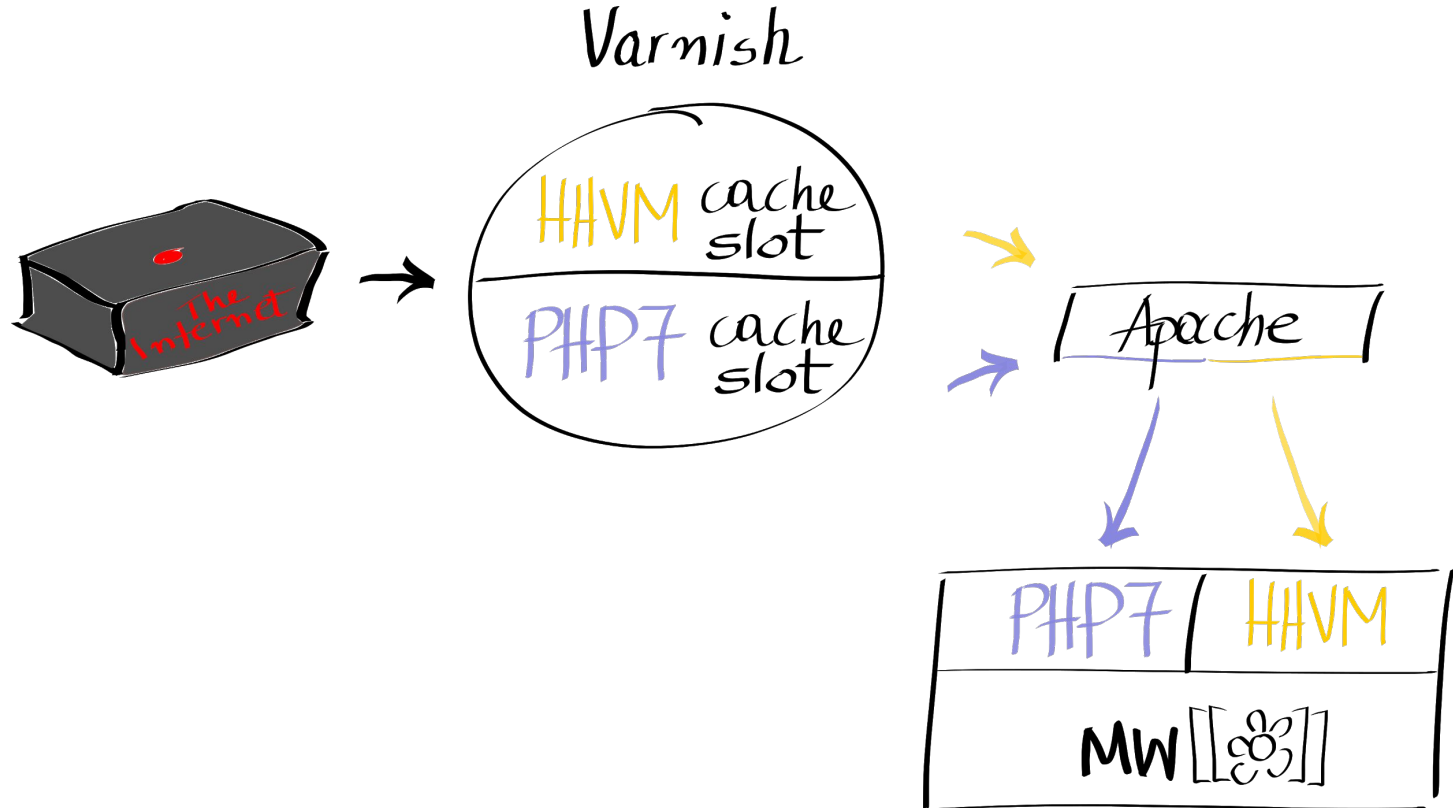 Varnish
HHVM cache
slot
PHP7 cache
slot
The
Internet
Apache
PHP7
HHVM
MW[[ ]]